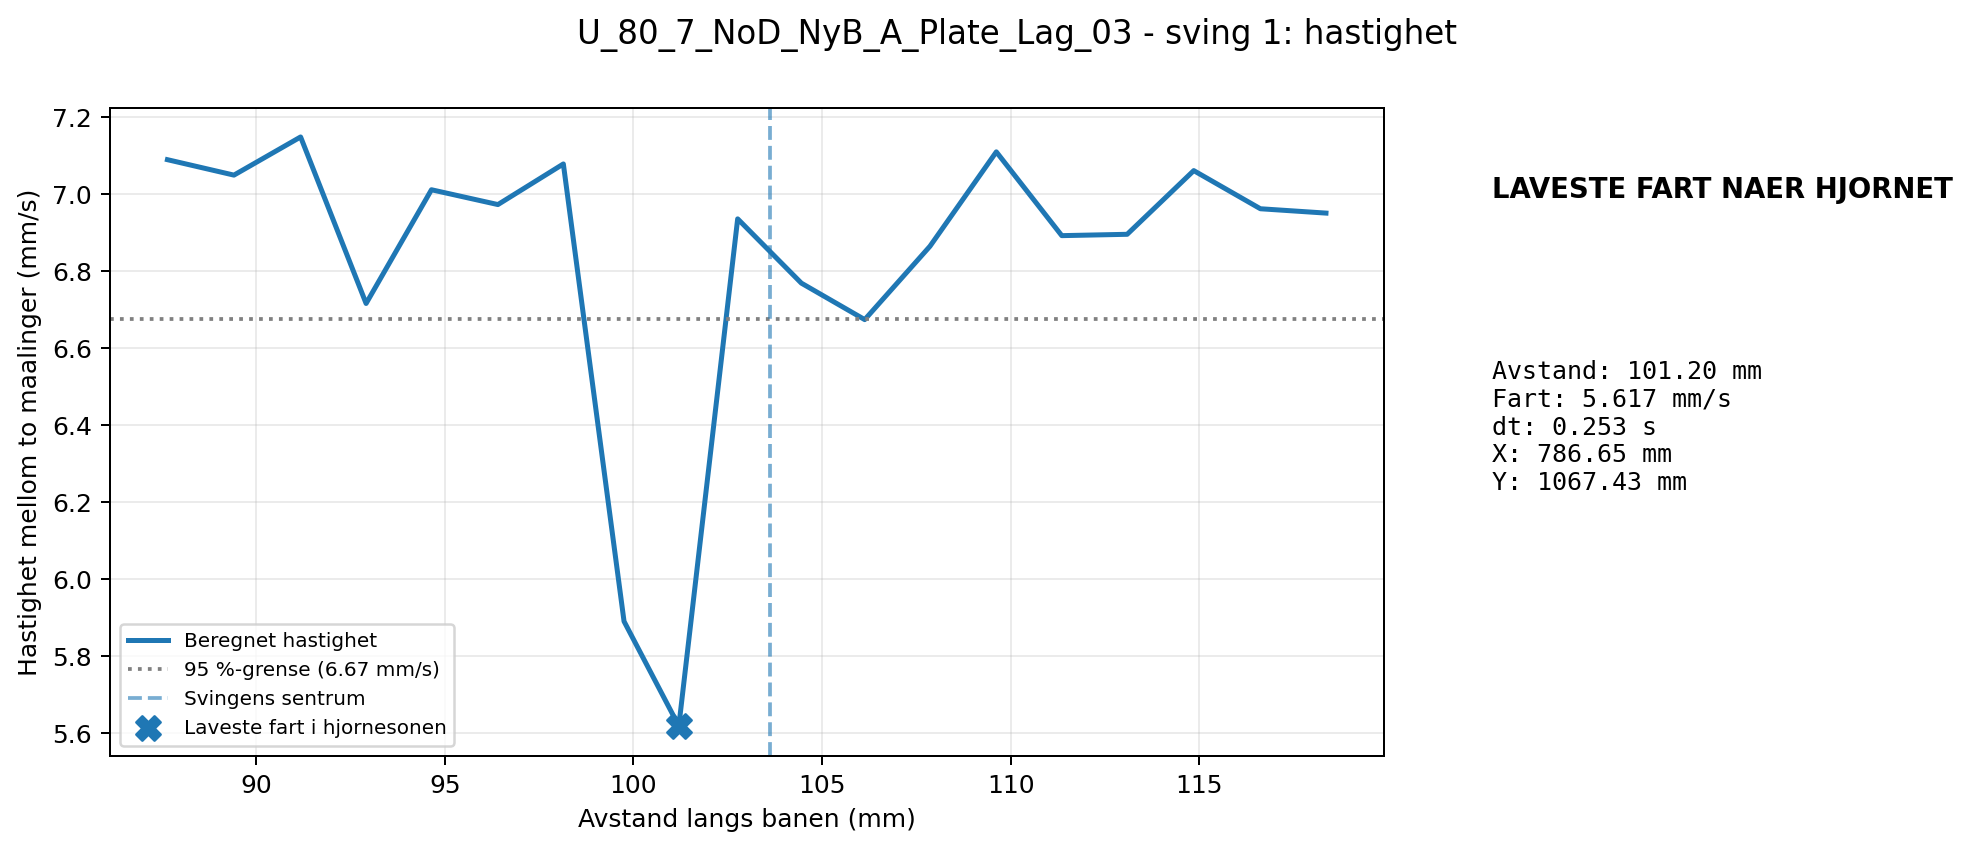 U_80_7_NoD_NyB_A_Plate_Lag_03 - sving 1: hastighet
Hastighet mellom to maalinger (mm/s)
7.2
7.0
6.8
6.6
6.4
6.2
6.0
5.8
5.6
Beregnet hastighet
95 %-grense (6.67 mm/s)
Svingens sentrum
Laveste fart i hjornesonen
90
95
100
105
110
115
Avstand langs banen (mm)
LAVESTE FART NAER HJORNET
Avstand: 101.20 mm
Fart: 5.617 mm/s
dt: 0.253 s
X: 786.65 mm
Y: 1067.43 mm